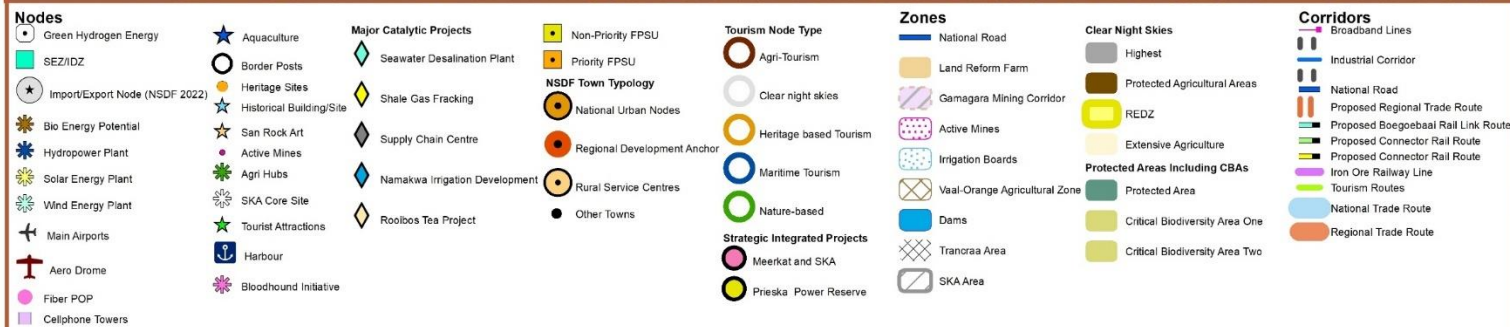 Nodes
Green Hydrogen Energy
SEZ/IDZ
Import/Export Node (NSDF 2022)
Bio Energy Potential
Hydropower Plant
Solar Energy Plant
Wind Energy Plant
Main Airports
Aero Drome
Fiber POP
Cellphone Towers
Aquaculture
Border Posts
Heritage Sites
Historical Building/Site
San Rock Art
Active Mines
Agri Hubs
SKA Core Site
Tourist Attractions
Harbour
Bloodhound Initiative
Major Catalytic Projects
Seawater Desalination Plant
Shale Gas Fracking
Supply Chain Centre
Namakwa Irrigation Development
Rooibos Tea Project
Non-Priority FPSU
Priority FPSU
NSDF Town Typology
National Urban Nodes
Regional Development Anchor
Rural Service Centres
Other Towns
Tourism Node Type
Agri-Tourism
Clear night skies
Heritage based Tourism
Maritime Tourism
Nature-based
Strategic Integrated Projects
Meerkat and SKA
Prieska Power Reserve
Zones
National Road
Land Reform Farm
Gamagara Mining Corridor
Active Mines
Irrigation Boards
Vaal-Orange Agricultural Zone
Dams
Trancraa Area
SKA Area
Clear Night Skies
Highest
Protected Agricultural Areas
REDZ
Extensive Agriculture
Protected Areas Including CBAs
Protected Area
Critical Biodiversity Area One
Critical Biodiversity Area Two
Corridors
Broadband Lines
Industrial Corridor
National Road
Proposed Regional Trade Route
Proposed Boegoebaai Rail Link Route
Proposed Connector Rail Route
Proposed Connector Rail Route
Iron Ore Railway Line
Tourism Routes
National Trade Route
Regional Trade Route